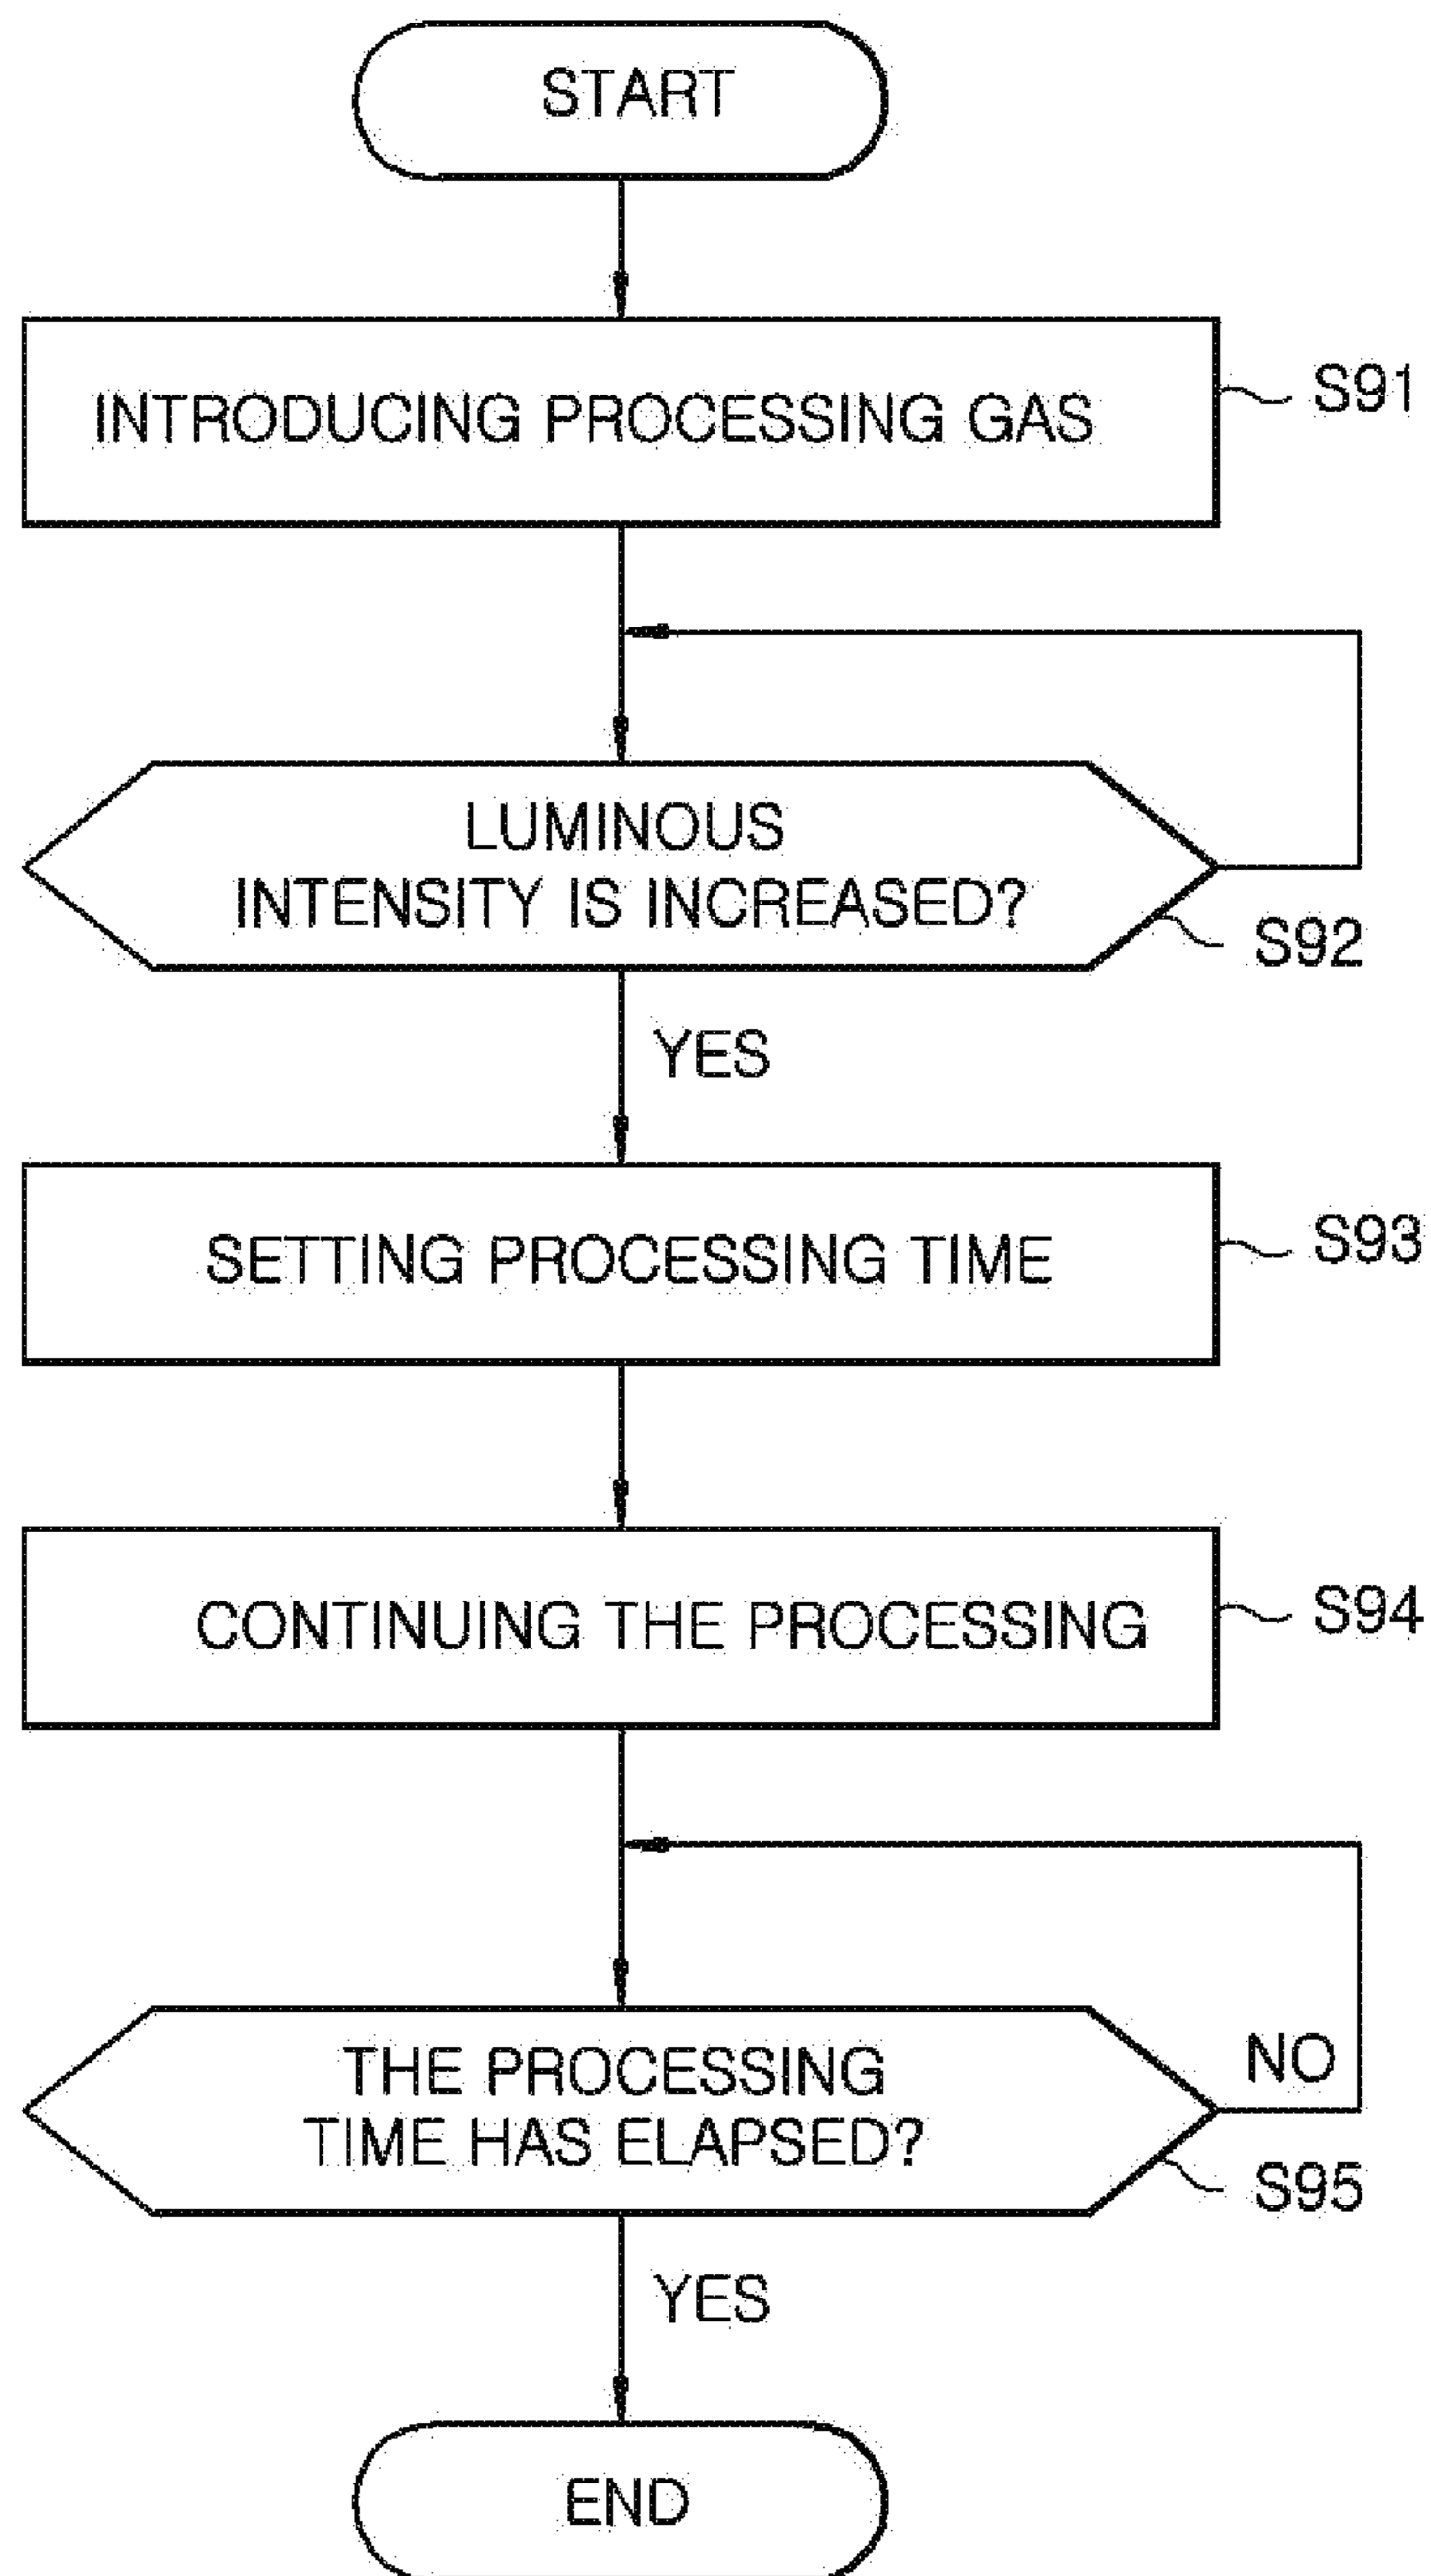 START
INTRODUCING PROCESSING GAS
S91
LUMINOUS
INTENSITY IS INCREASED?
S92
YES
SETTING PROCESSING TIME
S93
CONTINUING THE PROCESSING
S94
THE PROCESSING
TIME HAS ELAPSED?
NO
S95
YES
END